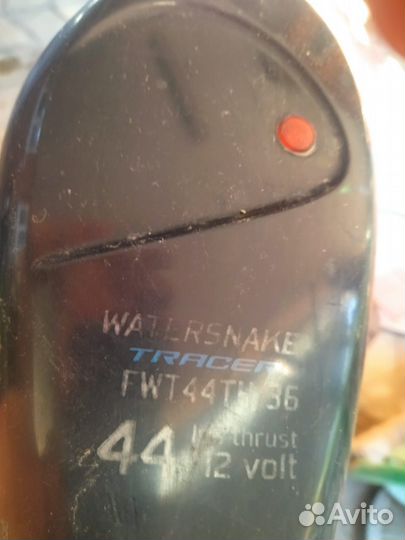 WATERSNAKE
TRACER
FWT44TH/36
44 lbs thrust
12 volt
Avito